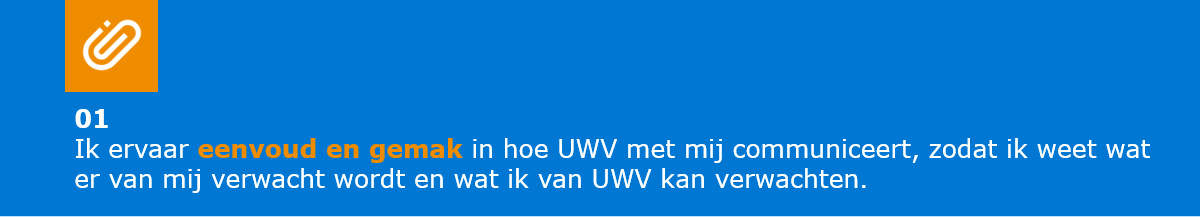 01
Ik ervaar eenvoud en gemak in hoe UWV met mij communiceert, zodat ik weet wat
er van mij verwacht wordt en wat ik van UWV kan verwachten.